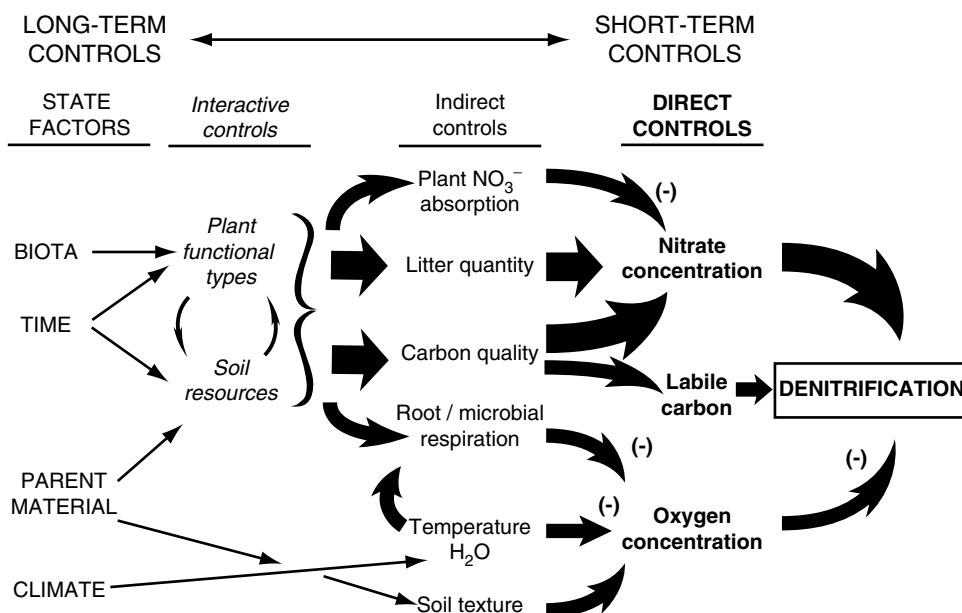 LONG-TERM
CONTROLS
SHORT-TERM
CONTROLS
STATE
FACTORS
Interactive
controls
Indirect
controls
DIRECT
CONTROLS
Plant NO₃⁻
absorption
(-)
BIOTA
Plant
functional
types
Litter quantity
Nitrate
concentration
TIME
Soil
resources
Carbon quality
Labile
carbon
DENITRIFICATION
Root / microbial
respiration
(-)
(-)
PARENT
MATERIAL
Temperature
H₂O
(-)
Oxygen
concentration
CLIMATE
Soil texture